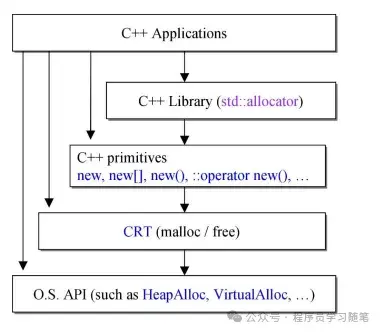 C++ Applications
C++ Library (std::allocator)
C++ primitives
new, new[], new(), ::operator new(), …
CRT (malloc / free)
O.S. API (such as HeapAlloc, VirtualAlloc, …)
公众号 · 程序员学习随笔